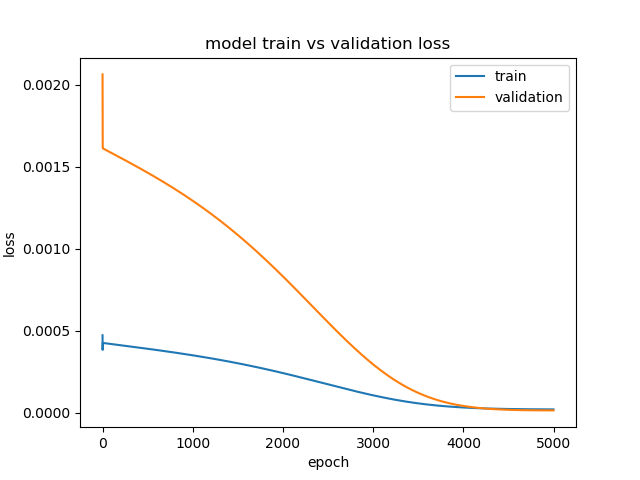 model train vs validation loss
train
validation
0.0020
0.0015
0.0010
0.0005
0.0000
loss
0 1000 2000 3000 4000 5000
epoch